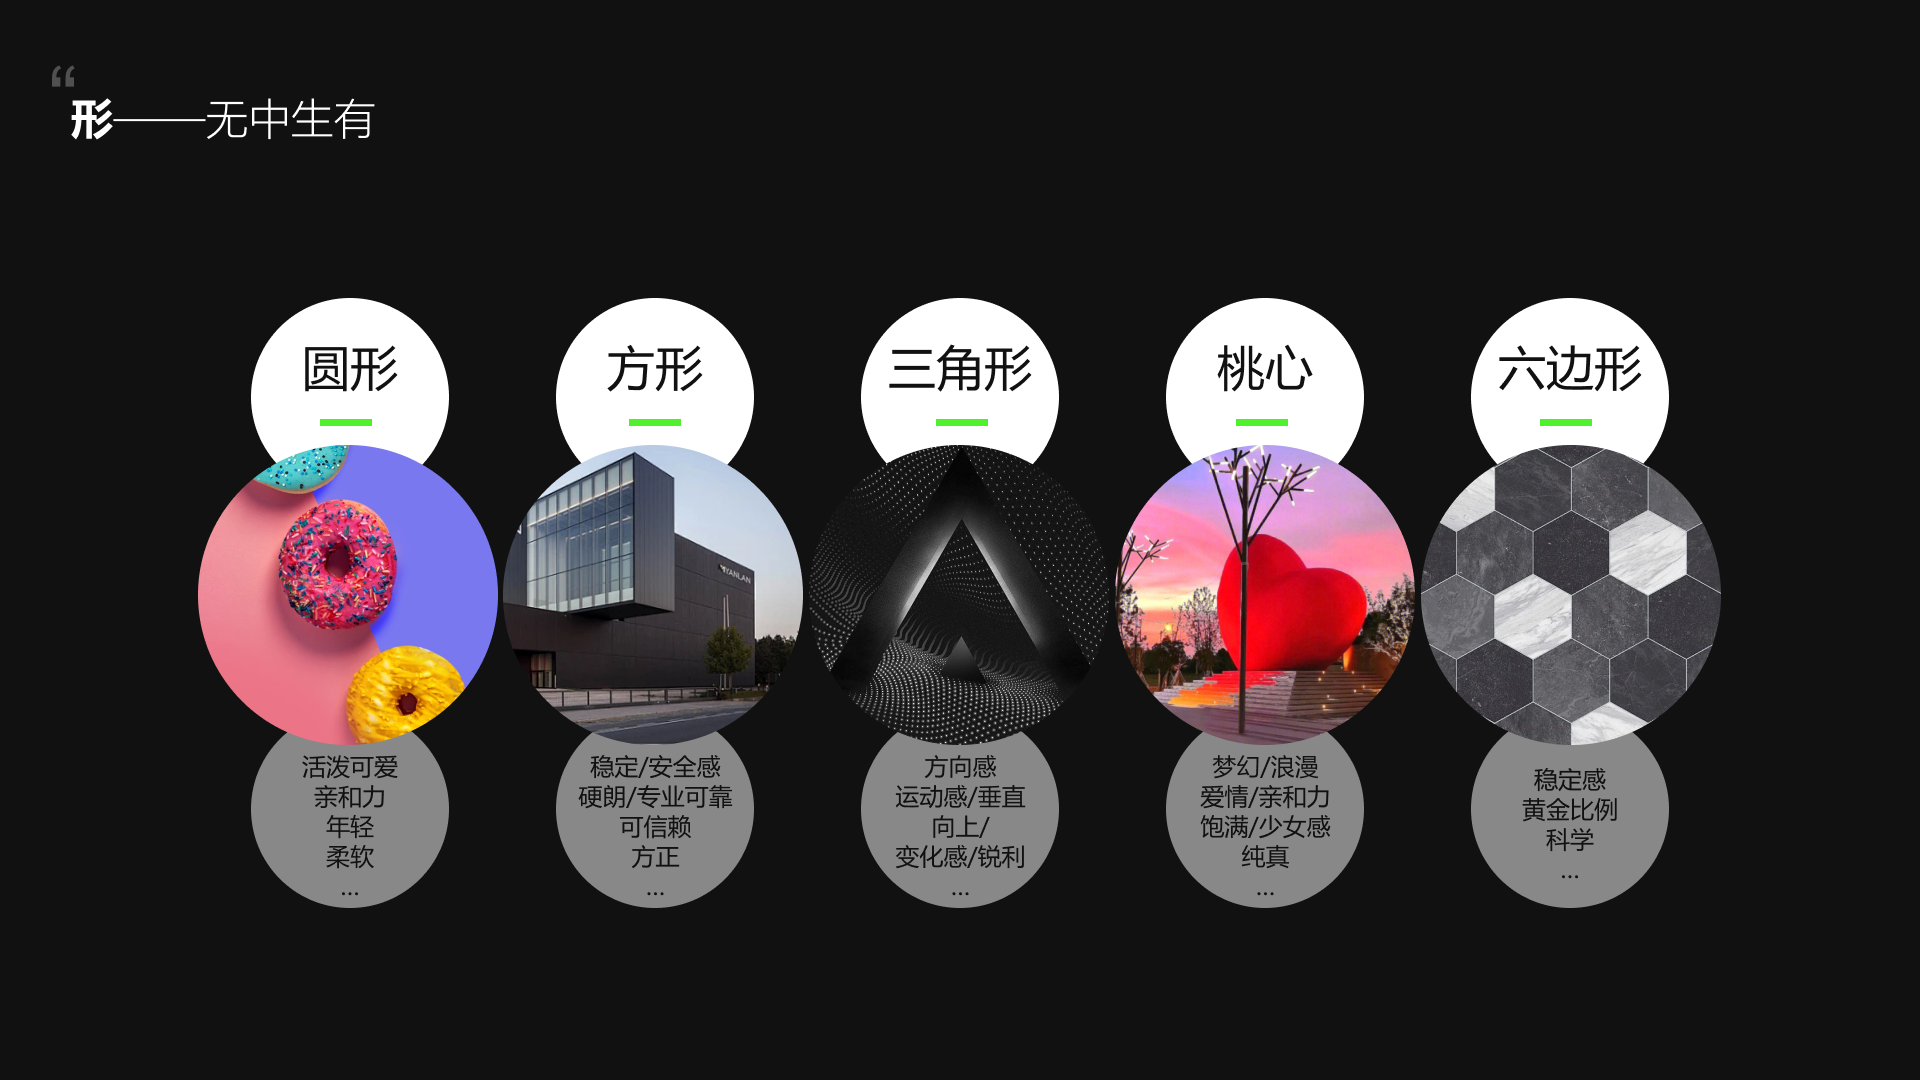 “
形——无中生有
圆形
活泼可爱
亲和力
年轻
柔软
...
方形
稳定/安全感
硬朗/专业可靠
可信赖
方正
...
三角形
方向感
运动感/垂直
向上/
变化感/锐利
...
桃心
梦幻/浪漫
爱情/亲和力
饱满/少女感
纯真
...
六边形
稳定感
黄金比例
科学
...